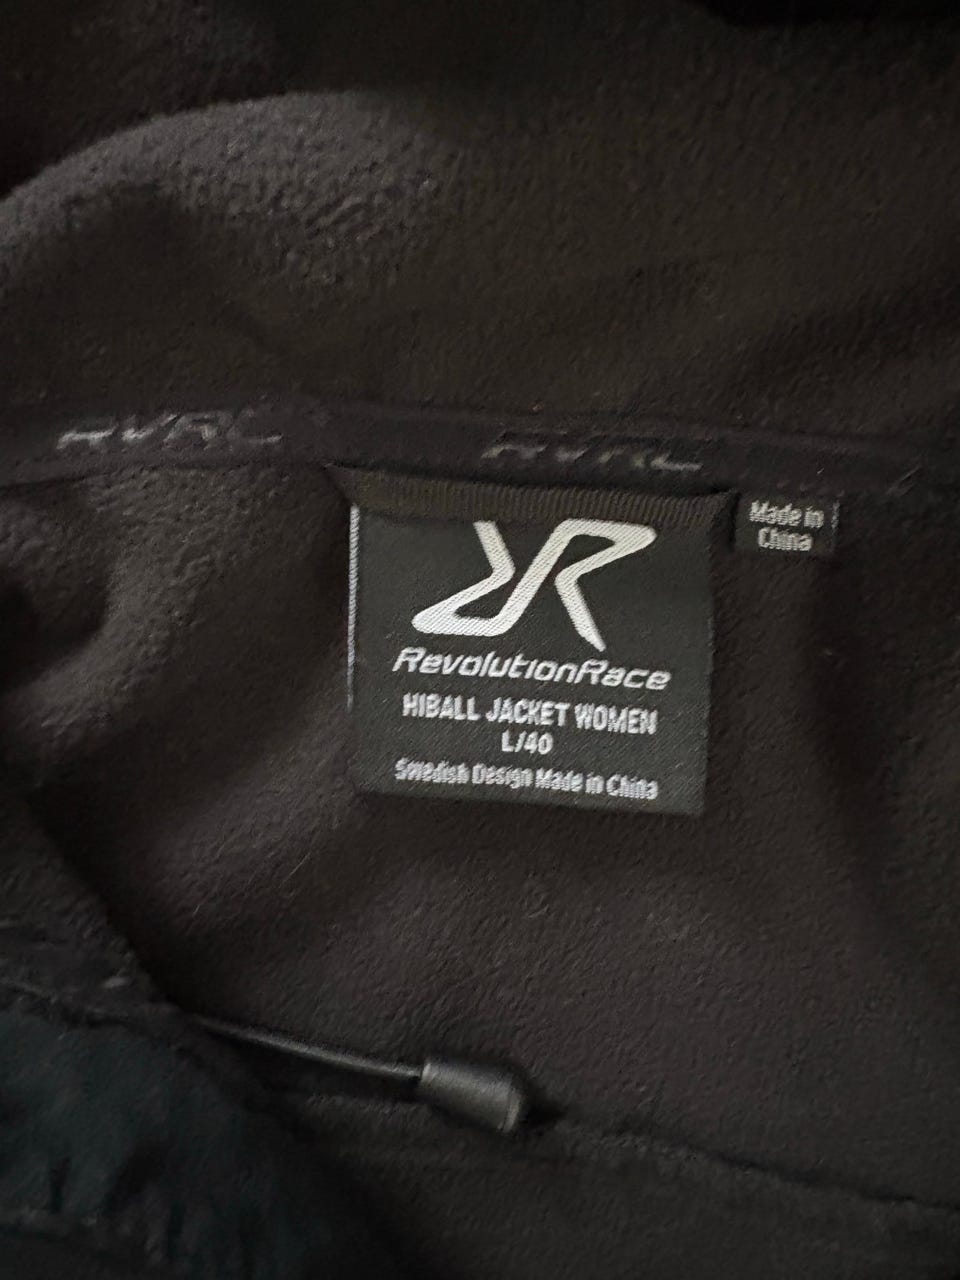 RVRC RVRC
Made in
China
RevolutionRace
HIBALL JACKET WOMEN
L/40
Swedish Design Made in China